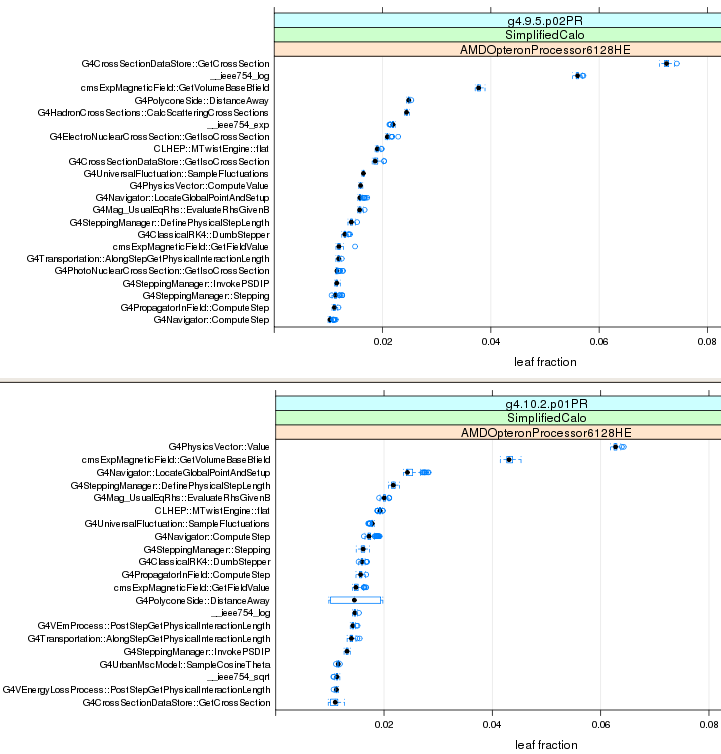 g4.9.5.p02PR
SimplifiedCalo
AMDOpteronProcessor6128HE
G4CrossSectionDataStore::GetCrossSection
__ieee754_log
cmsExpMagneticField::GetVolumeBaseBfield
G4PolyconeSide::DistanceAway
G4HadronCrossSections::CalcScatteringCrossSections
__ieee754_exp
G4ElectroNuclearCrossSection::GetIsoCrossSection
CLHEP::MTwistEngine::flat
G4CrossSectionDataStore::GetIsoCrossSection
G4UniversalFluctuation::SampleFluctuations
G4PhysicsVector::ComputeValue
G4Navigator::LocateGlobalPointAndSetup
G4Mag_UsualEqRhs::EvaluateRhsGivenB
G4SteppingManager::DefinePhysicalStepLength
G4ClassicalRK4::DumbStepper
cmsExpMagneticField::GetFieldValue
G4Transportation::AlongStepGetPhysicalInteractionLength
G4PhotoNuclearCrossSection::GetIsoCrossSection
G4SteppingManager::InvokePSDIP
G4SteppingManager::Stepping
G4PropagatorInField::ComputeStep
G4Navigator::ComputeStep
0.02 0.04 0.06 0.08
leaf fraction
g4.10.2.p01PR
SimplifiedCalo
AMDOpteronProcessor6128HE
G4PhysicsVector::Value
cmsExpMagneticField::GetVolumeBaseBfield
G4Navigator::LocateGlobalPointAndSetup
G4SteppingManager::DefinePhysicalStepLength
G4Mag_UsualEqRhs::EvaluateRhsGivenB
CLHEP::MTwistEngine::flat
G4UniversalFluctuation::SampleFluctuations
G4Navigator::ComputeStep
G4SteppingManager::Stepping
G4ClassicalRK4::DumbStepper
G4PropagatorInField::ComputeStep
cmsExpMagneticField::GetFieldValue
G4PolyconeSide::DistanceAway
__ieee754_log
G4VEmProcess::PostStepGetPhysicalInteractionLength
G4Transportation::AlongStepGetPhysicalInteractionLength
G4SteppingManager::InvokePSDIP
G4UrbanMscModel::SampleCosineTheta
__ieee754_sqrt
G4VEnergyLossProcess::PostStepGetPhysicalInteractionLength
G4CrossSectionDataStore::GetCrossSection
0.02 0.04 0.06 0.08
leaf fraction